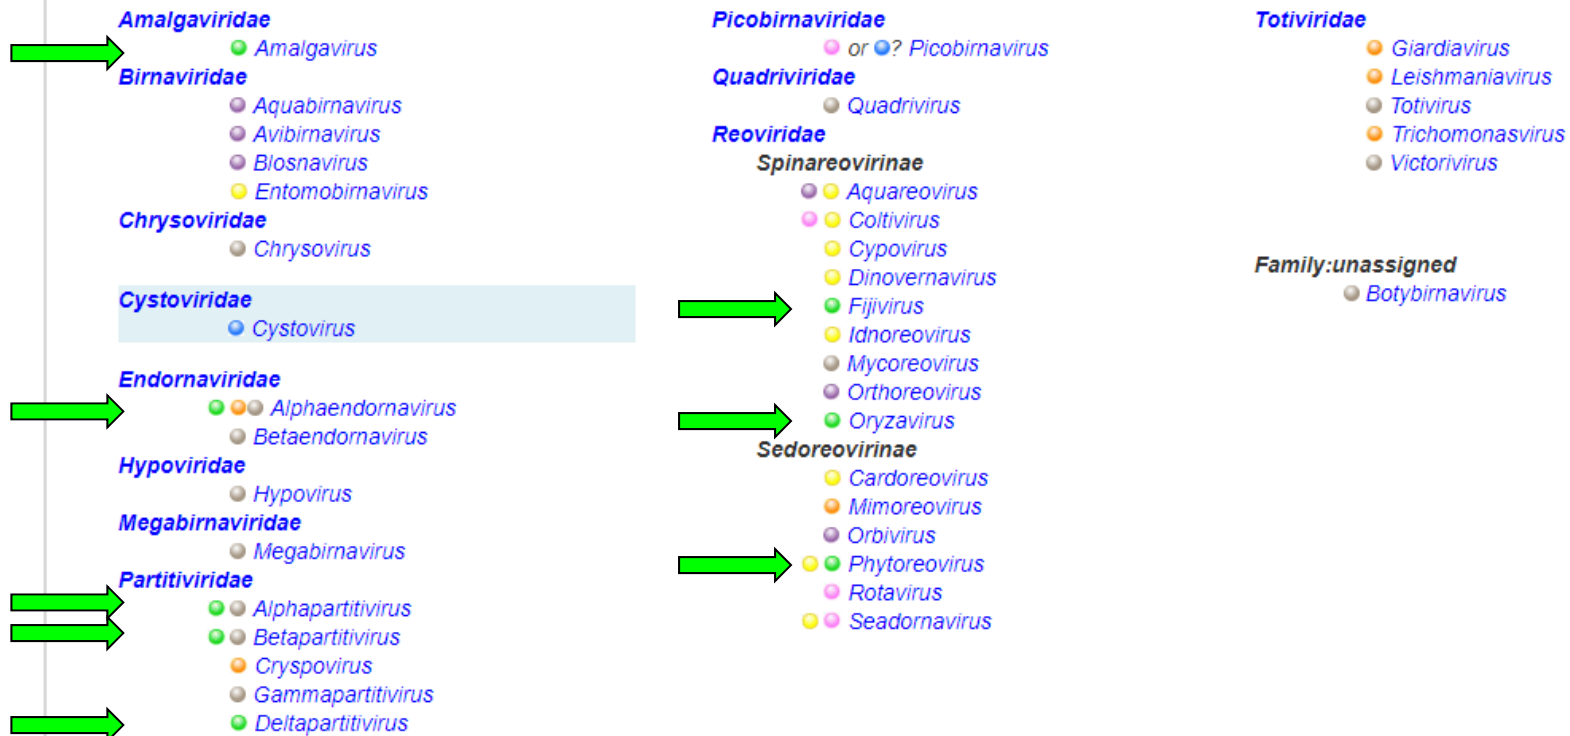 Amalgaviridae
Amalgavirus
Birnaviridae
Aquabirnavirus
Avibirnavirus
Blosnavirus
Entomobirnavirus
Chrysoviridae
Chrysovirus
Cystoviridae
Cystovirus
Endornaviridae
Alphaendornavirus
Betaendornavirus
Hypoviridae
Hypovirus
Megabirnaviridae
Megabirnavirus
Partitiviridae
Alphapartitivirus
Betapartitivirus
Cryspovirus
Gammapartitivirus
Deltapartitivirus
Picobirnaviridae
or ? Picobirnavirus
Quadriviridae
Quadrivirus
Reoviridae
Spinareovirinae
Aquareovirus
Coltivirus
Cypovirus
Dinovernavirus
Fijivirus
Idnoreovirus
Mycoreovirus
Orthoreovirus
Oryzavirus
Sedoreovirinae
Cardoreovirus
Mimoreovirus
Orbivirus
Phytoreovirus
Rotavirus
Seadornavirus
Totiviridae
Giardiavirus
Leishmaniavirus
Totivirus
Trichomonasvirus
Victorivirus
Family:unassigned
Botybirnavirus